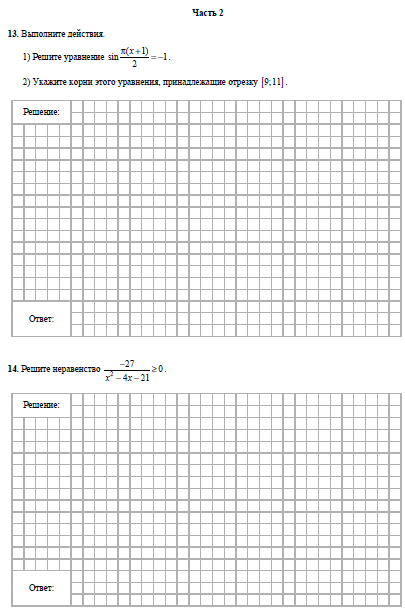 Часть 2
13. Выполните действия.
1) Решите уравнение sin π(x+1)/2 = −1.
2) Укажите корни этого уравнения, принадлежащие отрезку [9;11].
Решение:
Ответ:
14. Решите неравенство −27/(x² − 4x − 21) ≥ 0.
Решение:
Ответ: